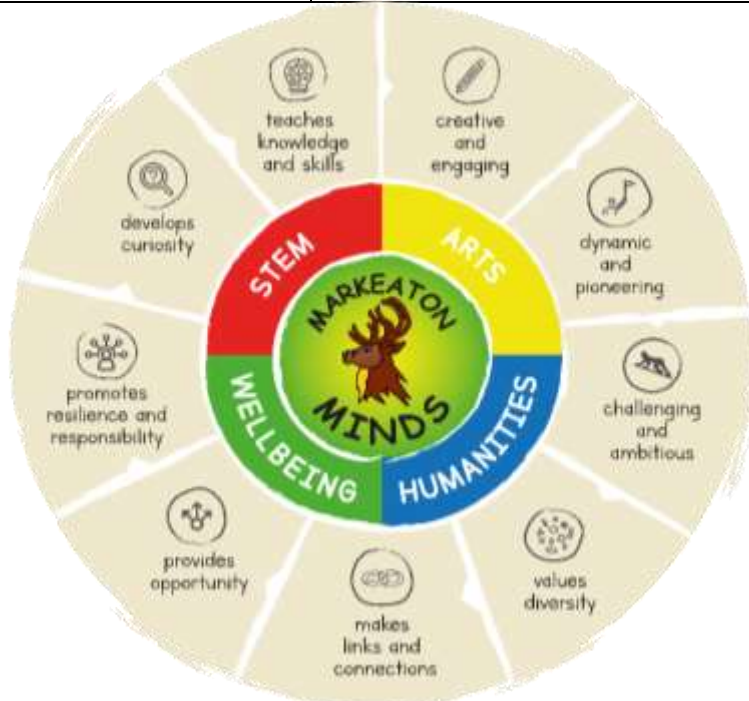 teaches
knowledge
and skills
creative
and
engaging
dynamic
and
pioneering
challenging
and
ambitious
values
diversity
makes
links and
connections
provides
opportunity
promotes
resilience and
responsibility
develops
curiosity
STEM
ARTS
HUMANITIES
WELLBEING
MARKEATON
MINDS